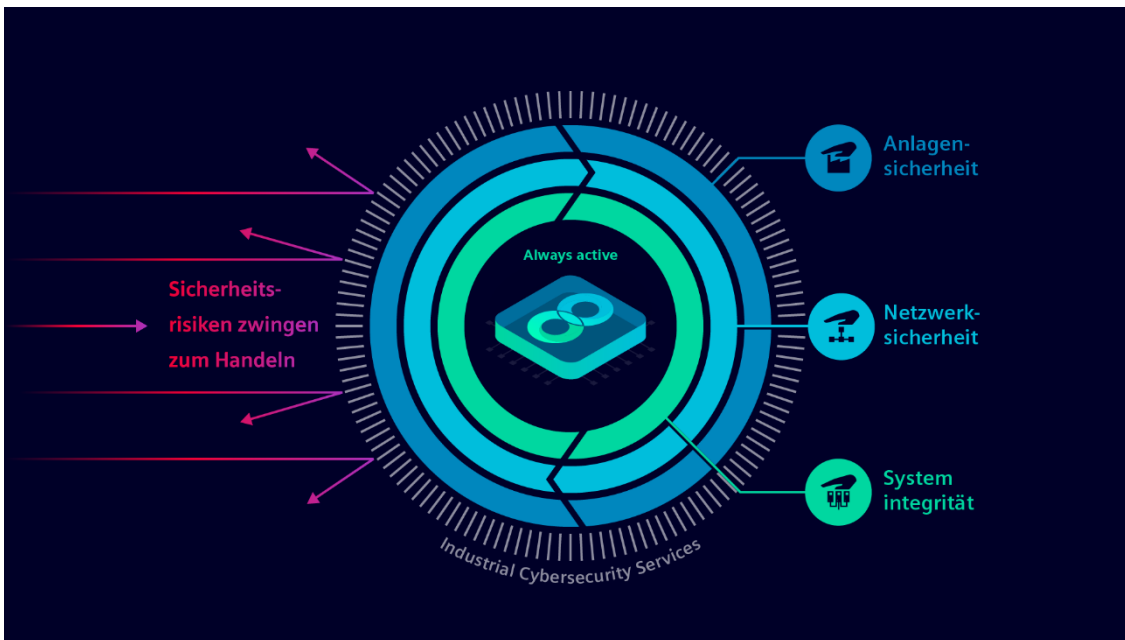 Anlagen-
sicherheit
Always active
Sicherheits-
risiken zwingen
zum Handeln
Netzwerk-
sicherheit
System
integrität
Industrial Cybersecurity Services